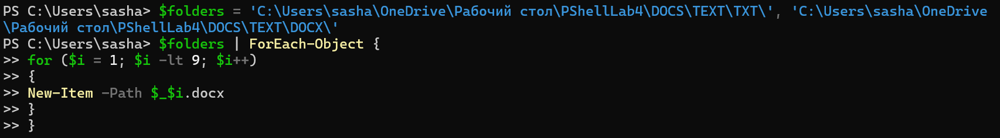 PS C:\Users\sasha> $folders = 'C:\Users\sasha\OneDrive\Рабочий стол\PShellLab4\DOCS\TEXT\TXT\', 'C:\Users\sasha\OneDrive
\Рабочий стол\PShellLab4\DOCS\TEXT\DOCX\'
PS C:\Users\sasha> $folders | ForEach-Object {
>> for ($i = 1; $i -lt 9; $i++)
>> {
>> New-Item -Path $_$i.docx
>> }
>> }